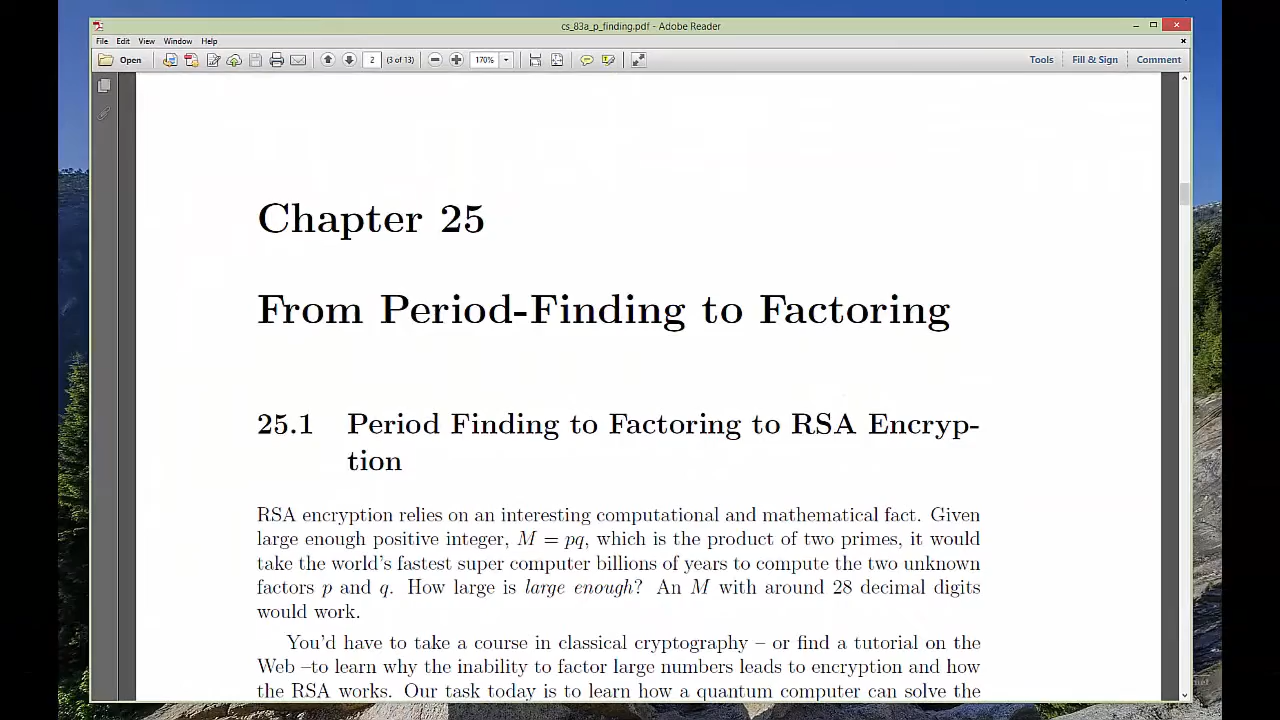 cs_83a_p_finding.pdf - Adobe Reader
File Edit View Window Help
Open 2 (3 of 13) 170% Tools Fill & Sign Comment
Chapter 25
From Period-Finding to Factoring
25.1 Period Finding to Factoring to RSA Encryp-
tion
RSA encryption relies on an interesting computational and mathematical fact. Given
large enough positive integer, M = pq, which is the product of two primes, it would
take the world's fastest super computer billions of years to compute the two unknown
factors p and q. How large is large enough? An M with around 28 decimal digits
would work.
You'd have to take a course in classical cryptography – or find a tutorial on the
Web –to learn why the inability to factor large numbers leads to encryption and how
the RSA works. Our task today is to learn how a quantum computer can solve the